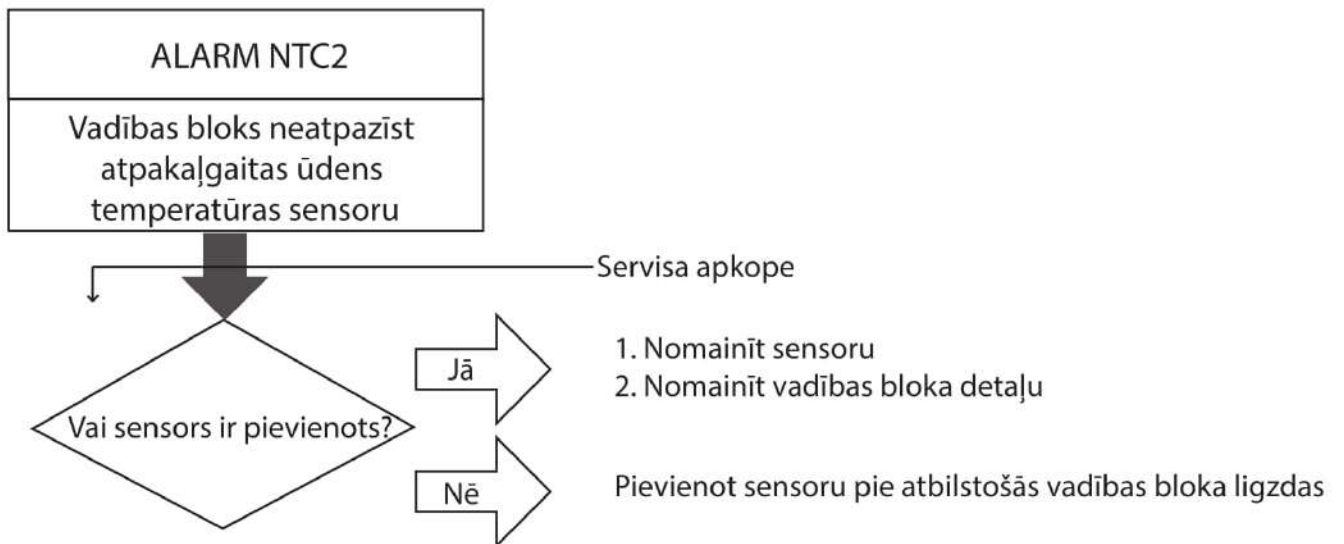 ALARM NTC2
Vadības bloks neatpazīst
atpakaļgaitas ūdens
temperatūras sensoru
Servisa apkope
Vai sensors ir pievienots?
Jā
1. Nomainīt sensoru
2. Nomainīt vadības bloka detaļu
Nē
Pievienot sensoru pie atbilstošās vadības bloka ligzdas